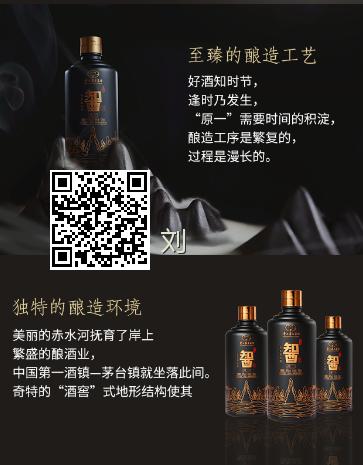 至臻的酿造工艺
好酒知时节，
逢时乃发生，
“原一”需要时间的积淀，
酿造工序是繁复的，
过程是漫长的。
智
刘
独特的酿造环境
美丽的赤水河抚育了岸上
繁盛的酿酒业，
中国第一酒镇—茅台镇就坐落此间。
奇特的“酒窖”式地形结构使其
智